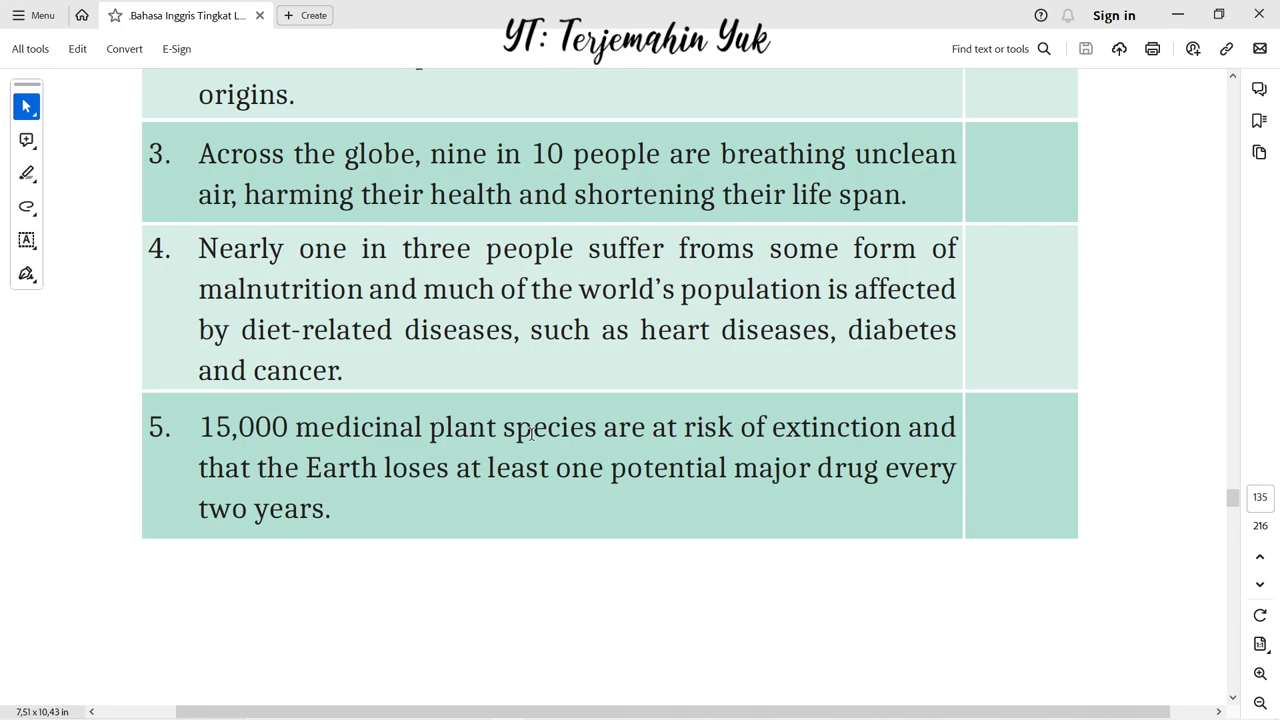 Menu
.Bahasa Inggris Tingkat L...
Create
Sign in
YT: Terjemahin Yuk
All tools Edit Convert E-Sign Find text or tools
origins.
3. Across the globe, nine in 10 people are breathing unclean
air, harming their health and shortening their life span.
4. Nearly one in three people suffer froms some form of
malnutrition and much of the world's population is affected
by diet-related diseases, such as heart diseases, diabetes
and cancer.
5. 15,000 medicinal plant species are at risk of extinction and
that the Earth loses at least one potential major drug every
two years.
135
216
7,51 x 10,43 in